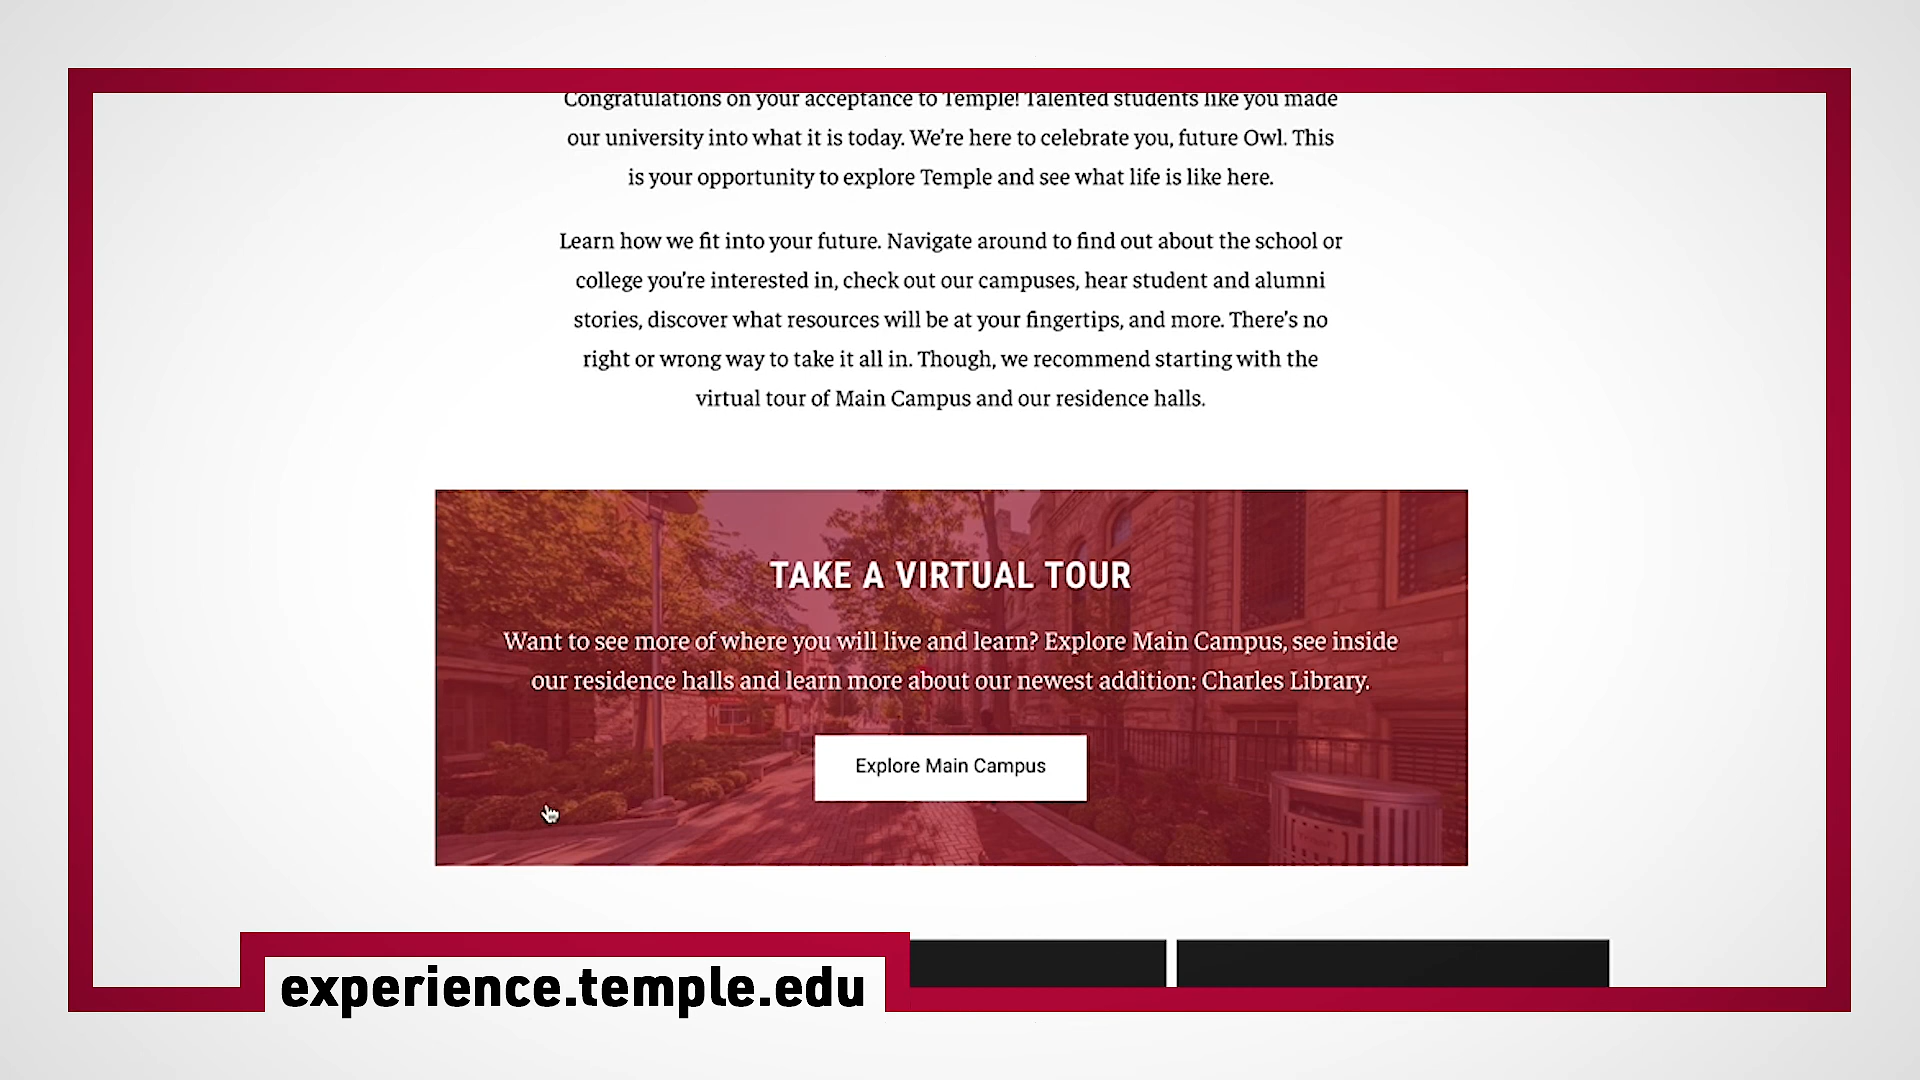 Congratulations on your acceptance to Temple! Talented students like you made
our university into what it is today. We’re here to celebrate you, future Owl. This
is your opportunity to explore Temple and see what life is like here.
Learn how we fit into your future. Navigate around to find out about the school or
college you’re interested in, check out our campuses, hear student and alumni
stories, discover what resources will be at your fingertips, and more. There’s no
right or wrong way to take it all in. Though, we recommend starting with the
virtual tour of Main Campus and our residence halls.
TAKE A VIRTUAL TOUR
Want to see more of where you will live and learn? Explore Main Campus, see inside
our residence halls and learn more about our newest addition: Charles Library.
Explore Main Campus
experience.temple.edu